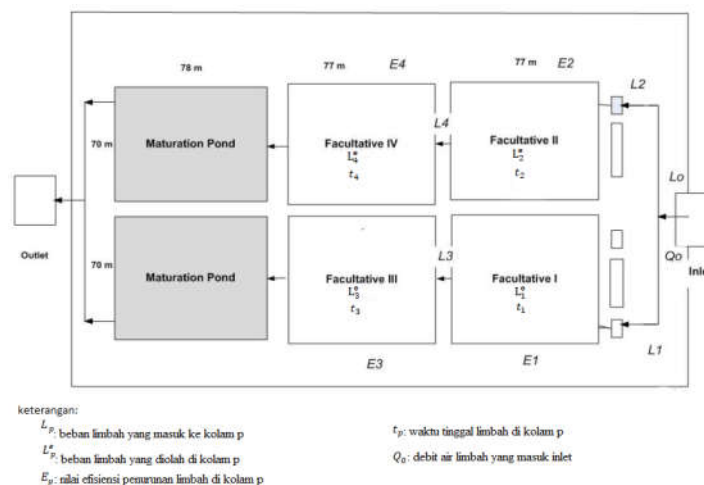 78 m
77 m
E4
77 m
E2
L2
70 m
Maturation Pond
Facultative IV
L*4
t4
L4
Facultative II
L*2
t2
Lo
Qo
Outlet
70 m
Maturation Pond
Facultative III
L*3
t3
L3
Facultative I
L*1
t1
Inle
L1
E3
E1
keterangan:
Lp: beban limbah yang masuk ke kolam p
L*p: beban limbah yang diolah di kolam p
Ep: nilai efisiensi penurunan limbah di kolam p
tp: waktu tinggal limbah di kolam p
Q0: debit air limbah yang masuk inlet